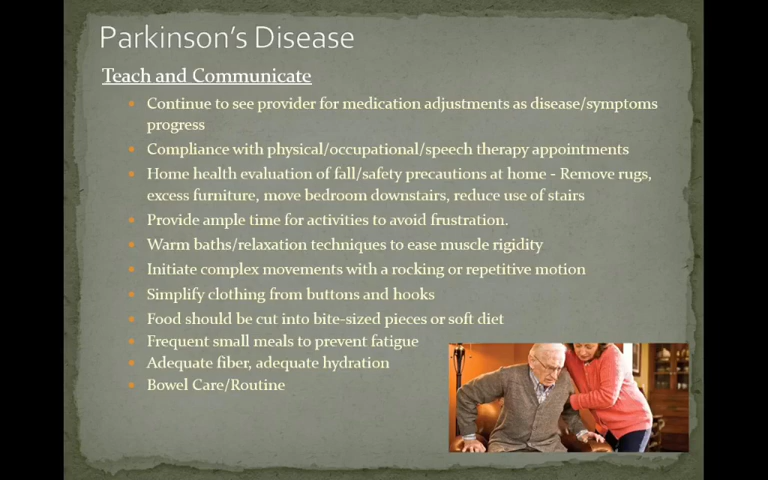 Parkinson's Disease
Teach and Communicate
• Continue to see provider for medication adjustments as disease/symptoms
progress
• Compliance with physical/occupational/speech therapy appointments
• Home health evaluation of fall/safety precautions at home - Remove rugs,
excess furniture, move bedroom downstairs, reduce use of stairs
• Provide ample time for activities to avoid frustration.
• Warm baths/relaxation techniques to ease muscle rigidity
• Initiate complex movements with a rocking or repetitive motion
• Simplify clothing from buttons and hooks
• Food should be cut into bite-sized pieces or soft diet
• Frequent small meals to prevent fatigue
• Adequate fiber, adequate hydration
• Bowel Care/Routine